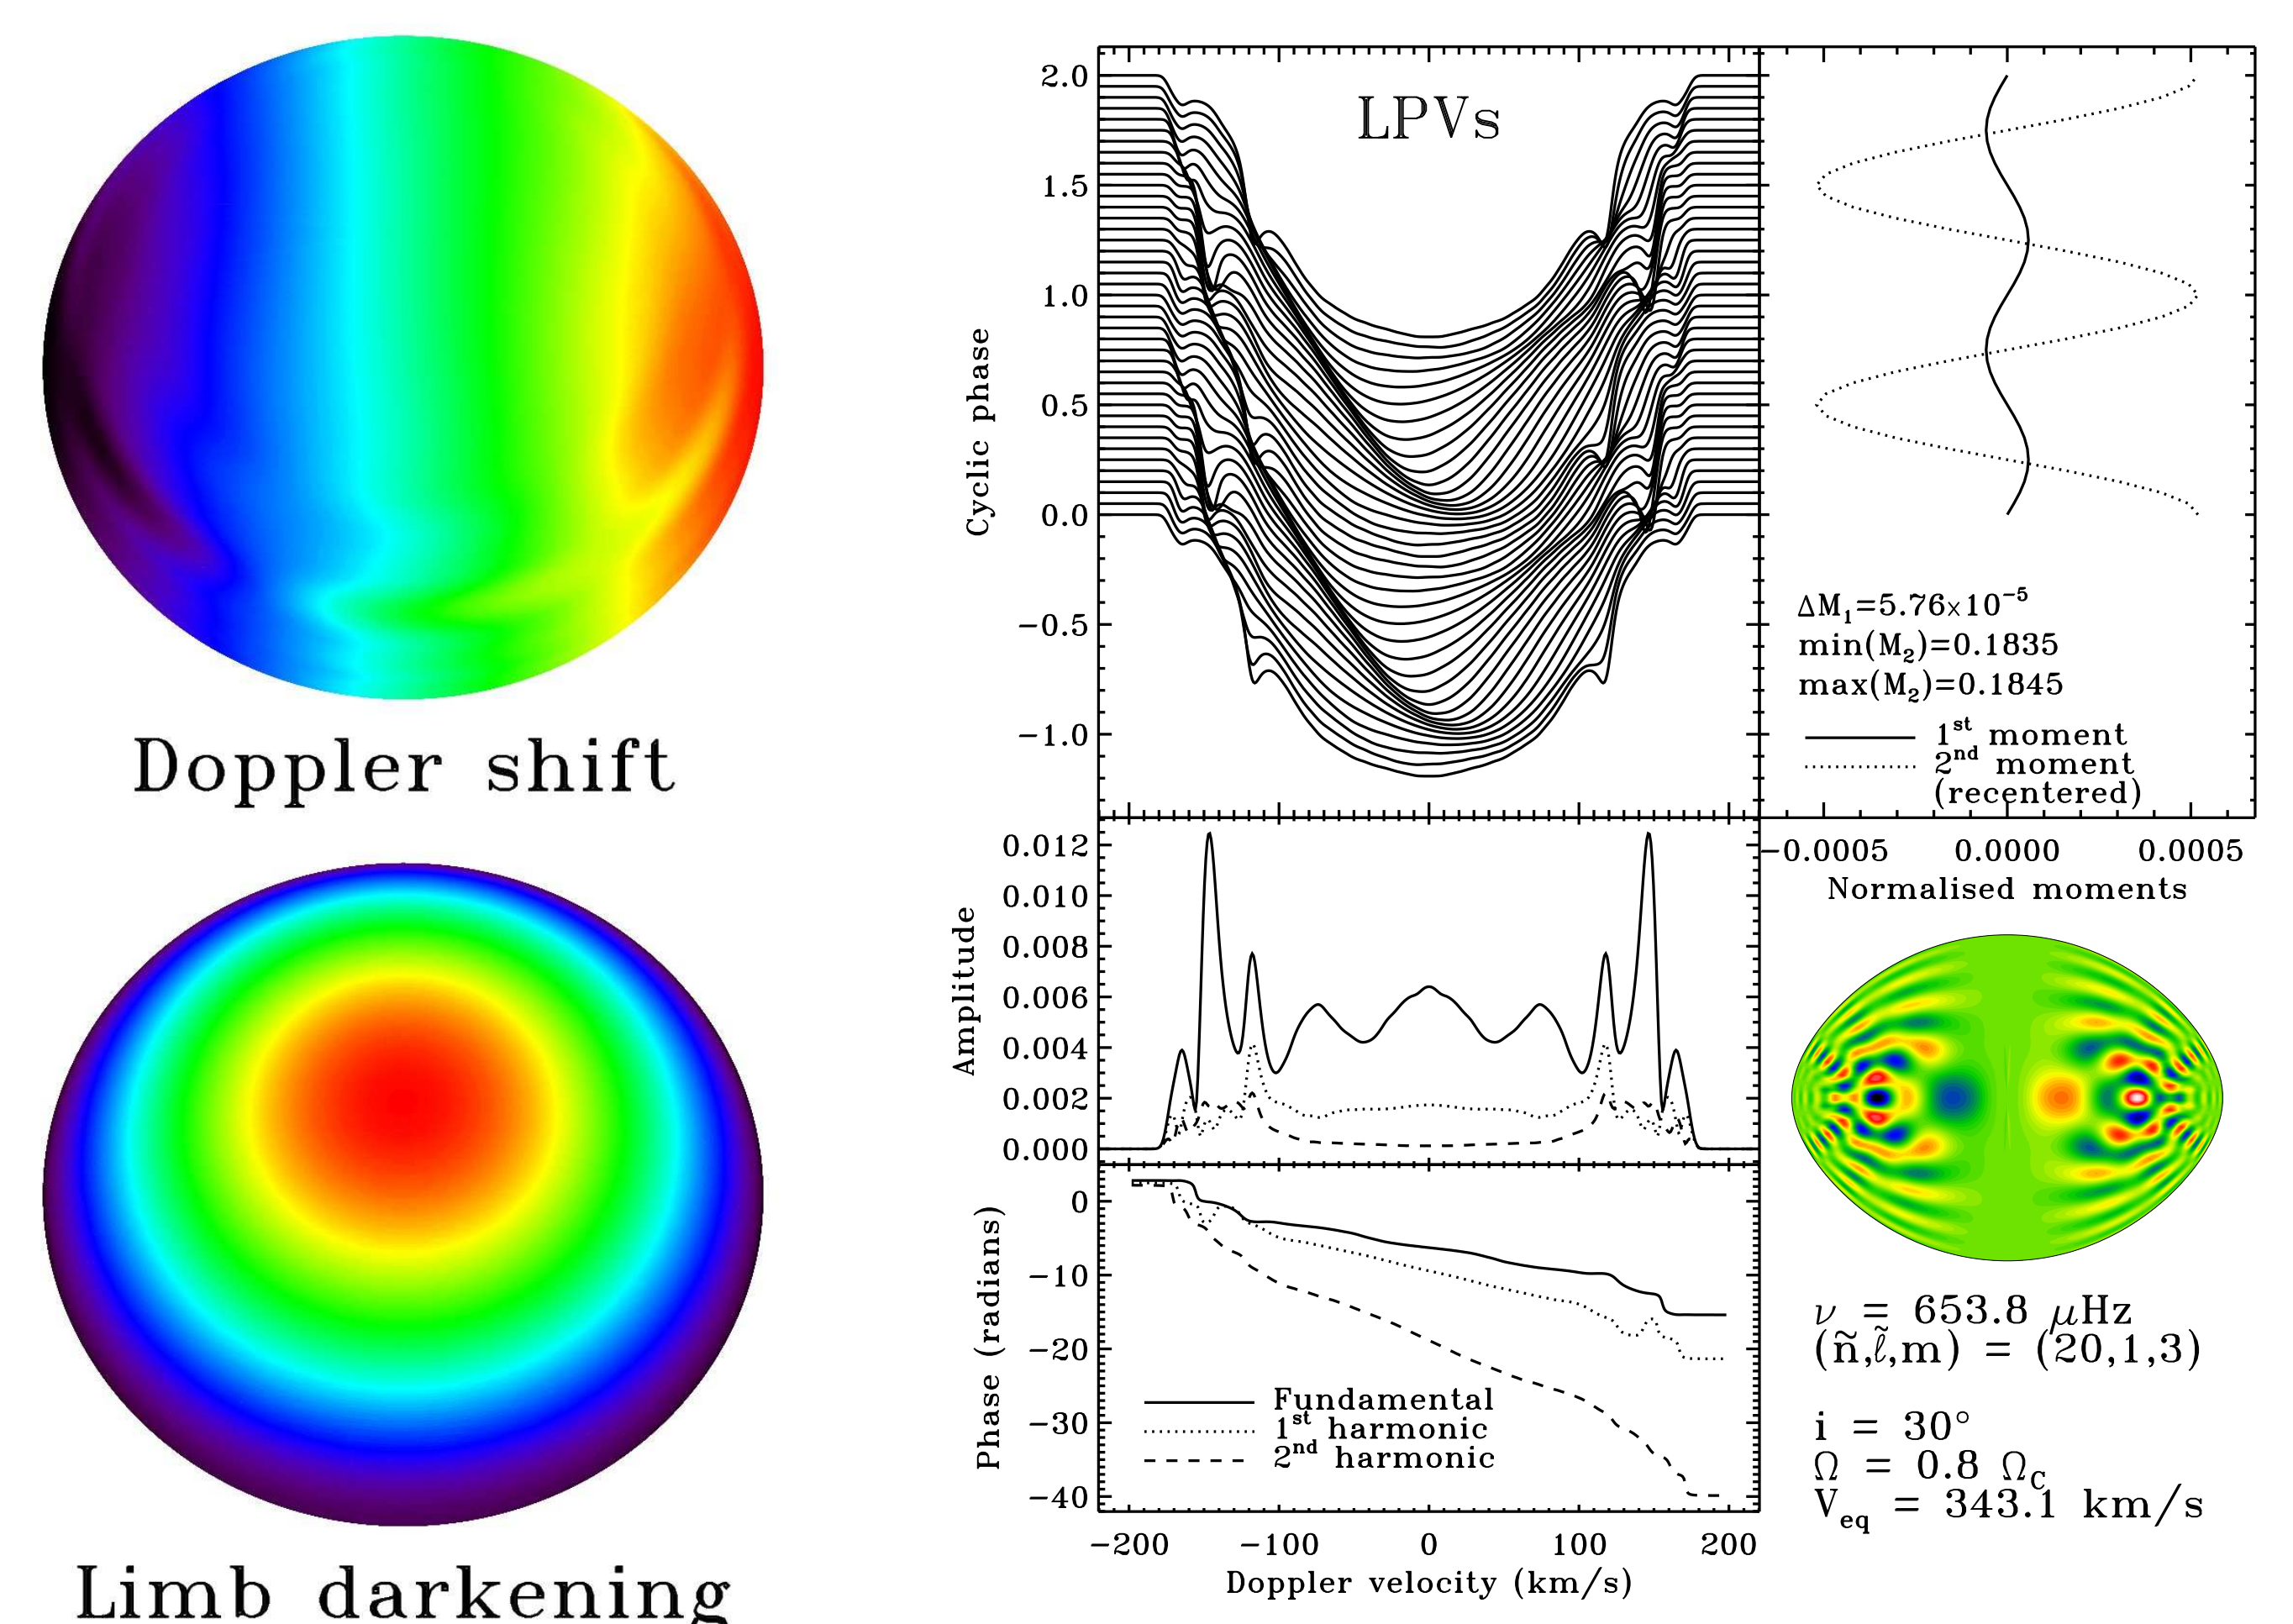 Doppler shift
Limb darkening
LPVs
Cyclic phase
2.0
1.5
1.0
0.5
0.0
−0.5
−1.0
ΔM₁=5.76×10⁻⁵
min(M₂)=0.1835
max(M₂)=0.1845
1ˢᵗ moment
2ⁿᵈ moment
(recentered)
−0.0005 0.0000 0.0005
Normalised moments
Amplitude
0.012
0.010
0.008
0.006
0.004
0.002
0.000
Phase (radians)
0
−10
−20
−30
−40
Fundamental
1ˢᵗ harmonic
2ⁿᵈ harmonic
−200 −100 0 100 200
Doppler velocity (km/s)
ν = 653.8 μHz
(ñ,ℓ̃,m) = (20,1,3)
i = 30°
Ω = 0.8 Ω_C
V_eq = 343.1 km/s